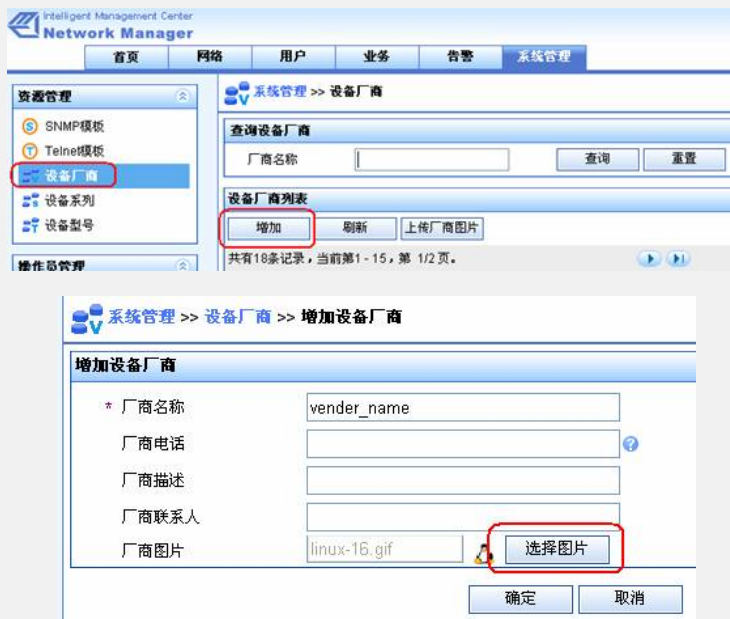 Intelligent Management Center
Network Manager
首页 网络 用户 业务 告警 系统管理
资源管理
SNMP模板
Telnet模板
设备厂商
设备系列
设备型号
操作员管理
系统管理 >> 设备厂商
查询设备厂商
厂商名称 查询 重置
设备厂商列表
增加 刷新 上传厂商图片
共有18条记录，当前第1 - 15，第 1/2 页。
系统管理 >> 设备厂商 >> 增加设备厂商
增加设备厂商
* 厂商名称 vender_name
厂商电话
厂商描述
厂商联系人
厂商图片 linux-16.gif 选择图片
确定 取消